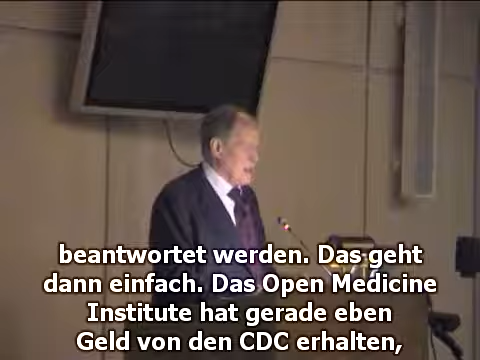 beantwortet werden. Das geht
dann einfach. Das Open Medicine
Institute hat gerade eben
Geld von den CDC erhalten,